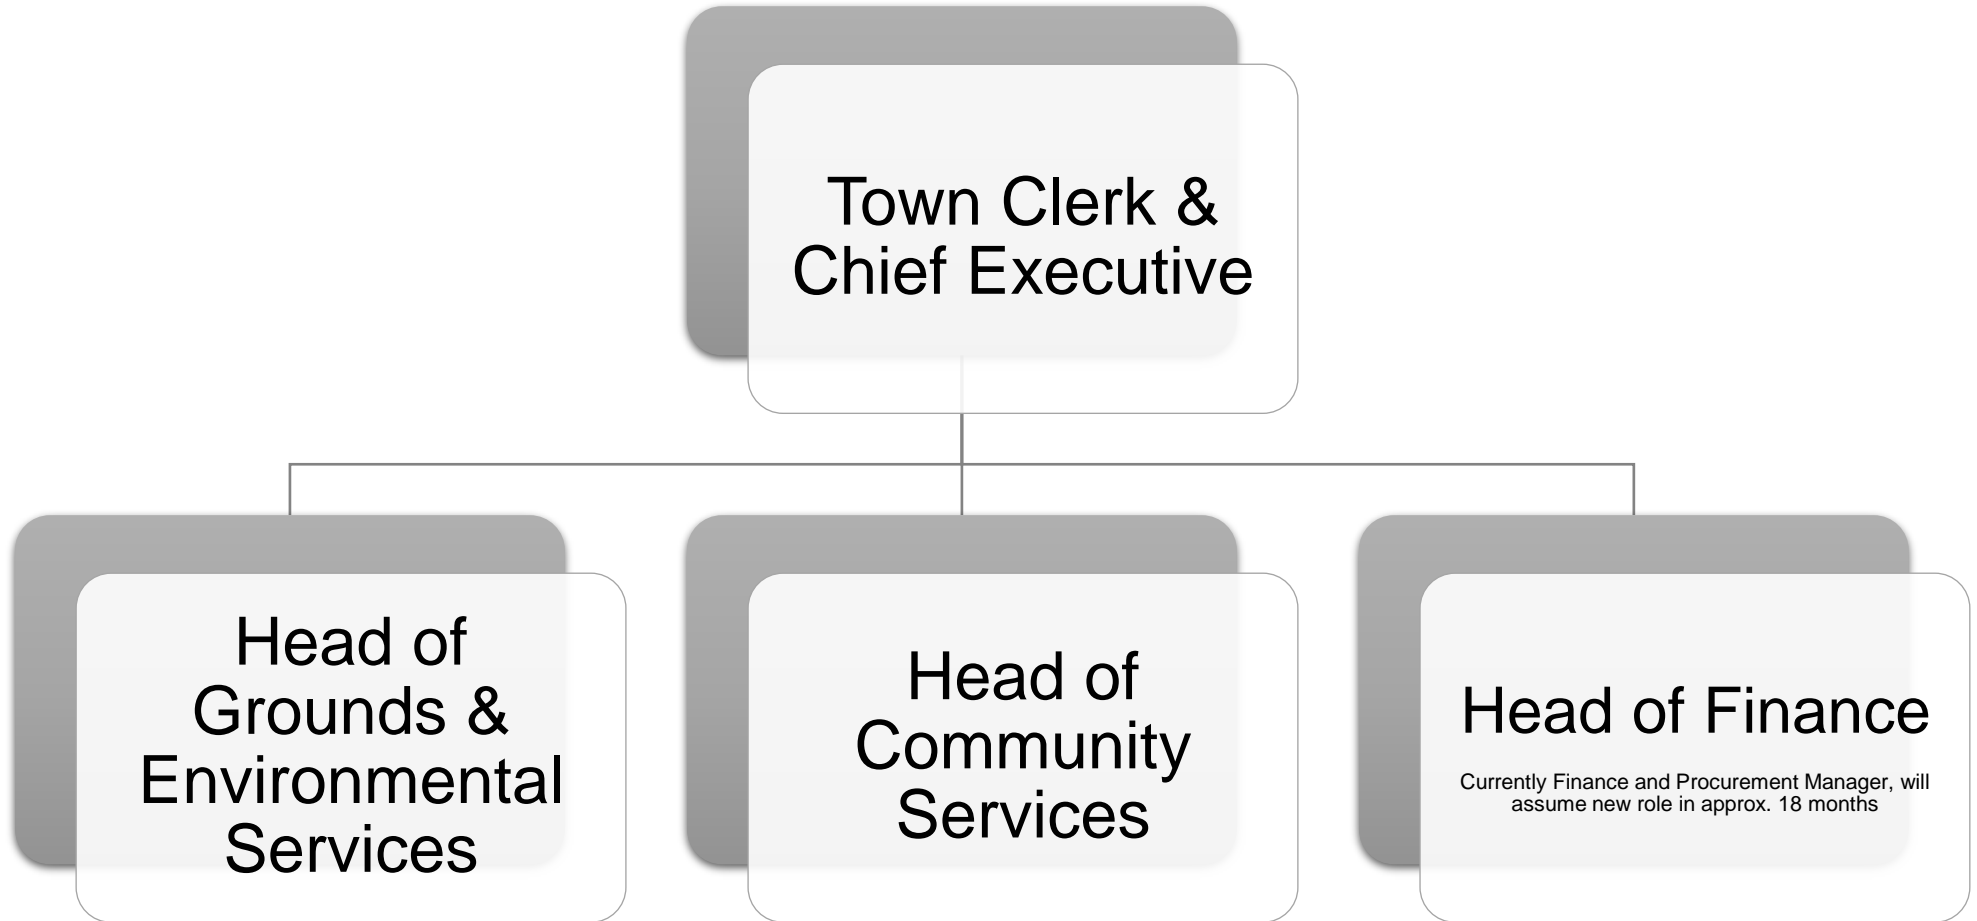 Town Clerk &
Chief Executive
Head of
Grounds &
Environmental
Services
Head of
Community
Services
Head of Finance
Currently Finance and Procurement Manager, will
assume new role in approx. 18 months